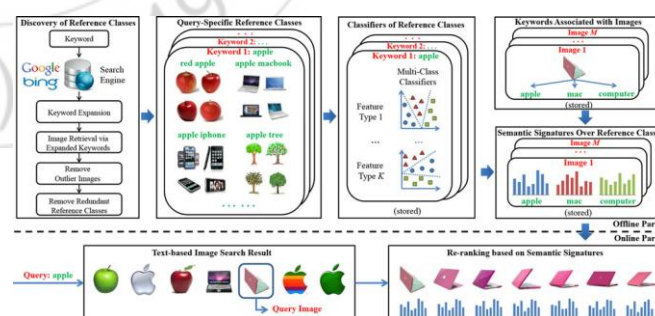 Discovery of Reference Classes
Keyword
Google
bing
Search
Engine
Keyword Expansion
Image Retrieval via
Expanded Keywords
Remove
Outlier Images
Remove Redundant
Reference Classes
Query-Specific Reference Classes
. . .
Keyword 2: . . .
Keyword 1: apple
red apple
apple macbook
apple iphone
apple tree
... ...
Classifiers of Reference Classes
. . .
Keyword 2: . . .
Keyword 1: apple
Multi-Class
Classifiers
Feature
Type 1
...
...
Feature
Type K
(stored)
Keywords Associated with Images
Image M
. . .
Image 1
apple
mac
computer
(stored)
Semantic Signatures Over Reference Class
Image M
. . .
Image 1
apple
mac
computer
(stored)
Offline Par
Online Par
Query: apple
Text-based Image Search Result
Query Image
Re-ranking based on Semantic Signatures